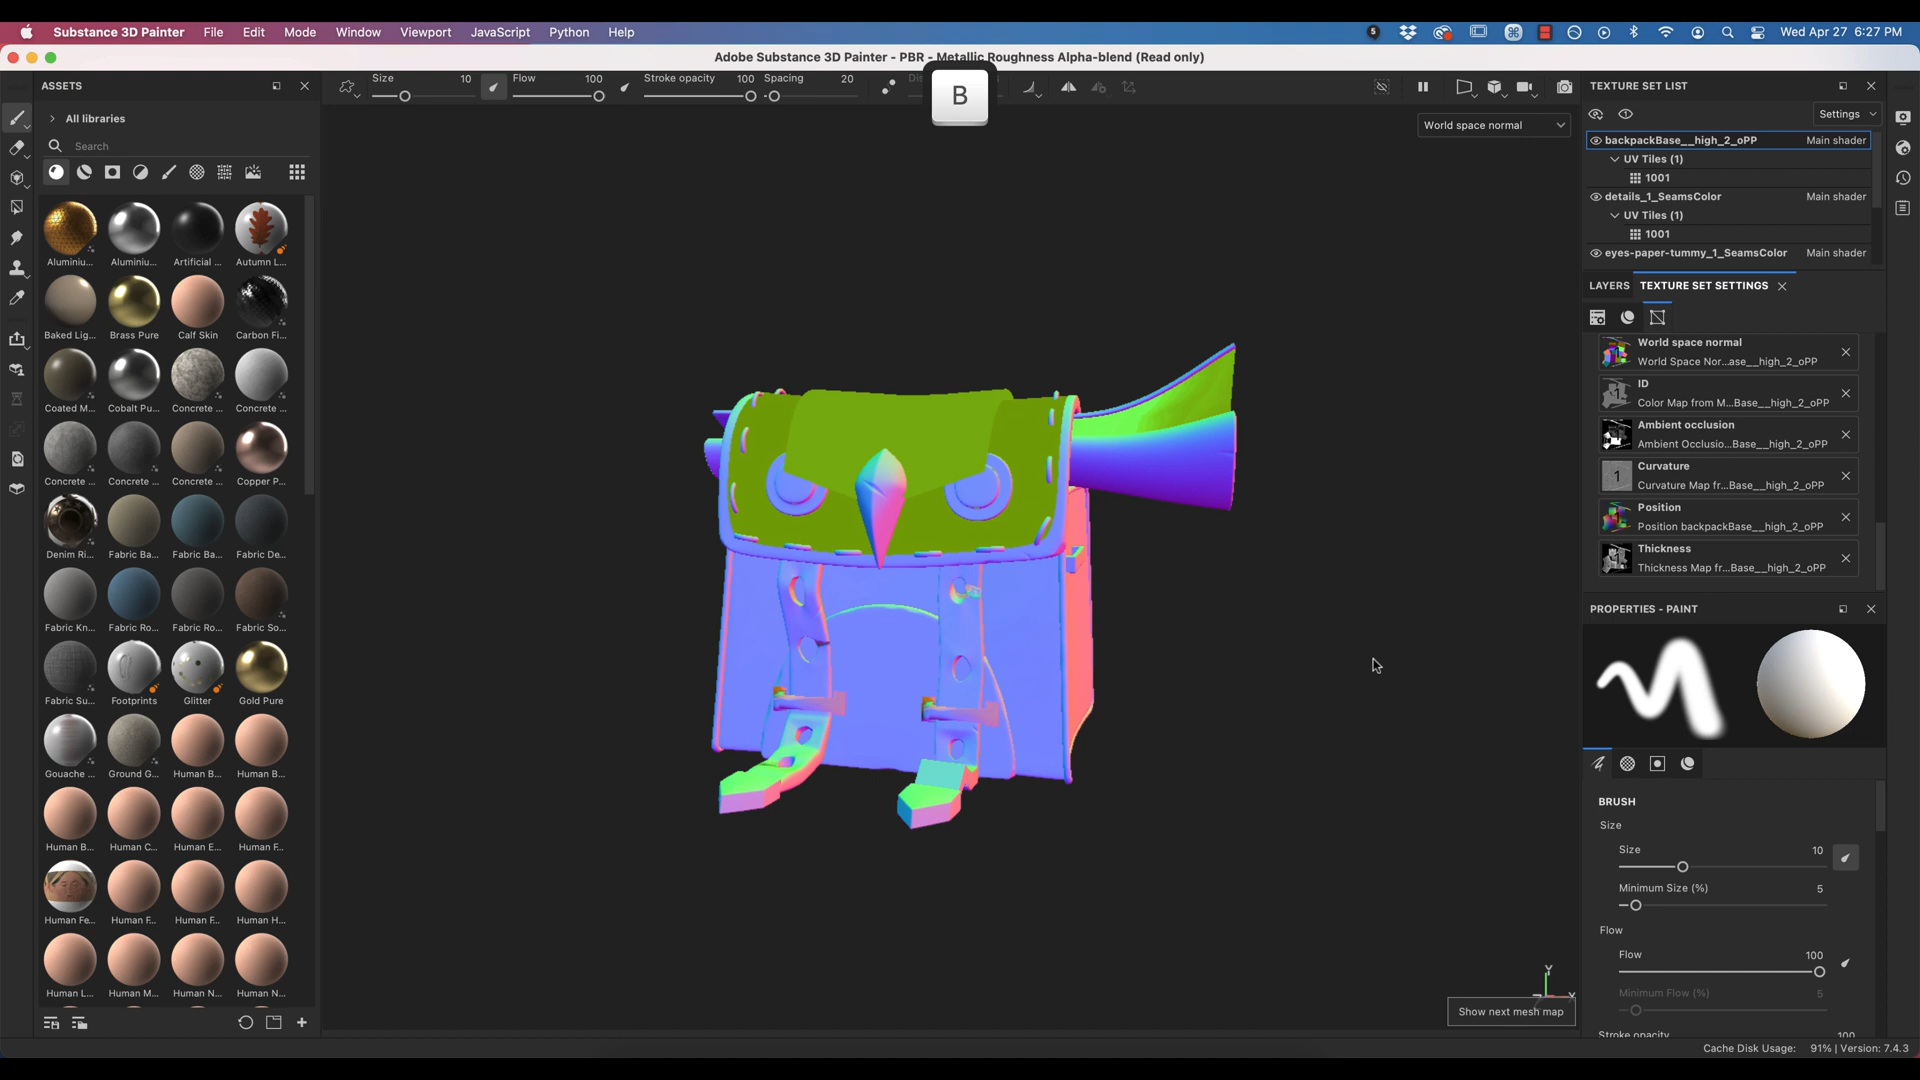 Substance 3D Painter File Edit Mode Window Viewport JavaScript Python Help Wed Apr 27 6:27 PM
Adobe Substance 3D Painter - PBR - Metallic Roughness Alpha-blend (Read only)
ASSETS
Size 10 Flow 100 Stroke opacity 100 Spacing 20
B
All libraries
Search
World space normal
Aluminiu... Aluminiu... Artificial ... Autumn L...
Baked Lig... Brass Pure Calf Skin Carbon Fi...
Coated M... Cobalt Pu... Concrete ... Concrete ...
Concrete ... Concrete ... Concrete ... Copper P...
Denim Ri... Fabric Ba... Fabric Ba... Fabric De...
Fabric Kn... Fabric Ro... Fabric Ro... Fabric So...
Fabric Su... Footprints Glitter Gold Pure
Gouache ... Ground G... Human B... Human B...
Human B... Human C... Human E... Human F...
Human Fe... Human F... Human F... Human H...
Human L... Human M... Human N... Human N...
Show next mesh map
TEXTURE SET LIST
Settings
backpackBase__high_2_oPP Main shader
UV Tiles (1)
1001
details_1_SeamsColor Main shader
UV Tiles (1)
1001
eyes-paper-tummy_1_SeamsColor Main shader
LAYERS TEXTURE SET SETTINGS
World space normal
World Space Nor...ase__high_2_oPP
ID
Color Map from M...Base__high_2_oPP
Ambient occlusion
Ambient Occlusio...Base__high_2_oPP
Curvature
Curvature Map fr...Base__high_2_oPP
Position
Position backpackBase__high_2_oPP
Thickness
Thickness Map fr...Base__high_2_oPP
PROPERTIES - PAINT
BRUSH
Size
Size 10
Minimum Size (%) 5
Flow
Flow 100
Minimum Flow (%) 5
Stroke opacity 100
Cache Disk Usage: 91% | Version: 7.4.3